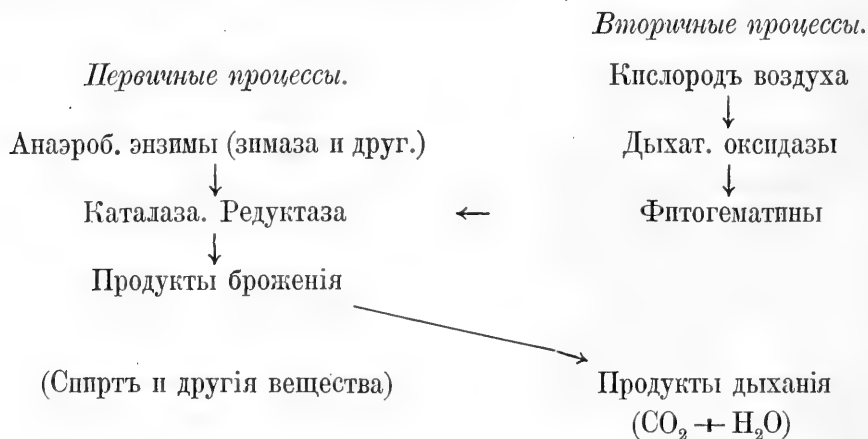 Вторичные процессы.
Первичные процессы.
Кислородъ воздуха
↓
Анаэроб. энзимы (зимаза и друг.)
Дыхат. оксидазы
↓
↓
Каталаза. Редуктаза
←
Фитогематины
↓
Продукты броженія
(Спиртъ и другія вещества)
Продукты дыханія
(CO₂ + H₂O)